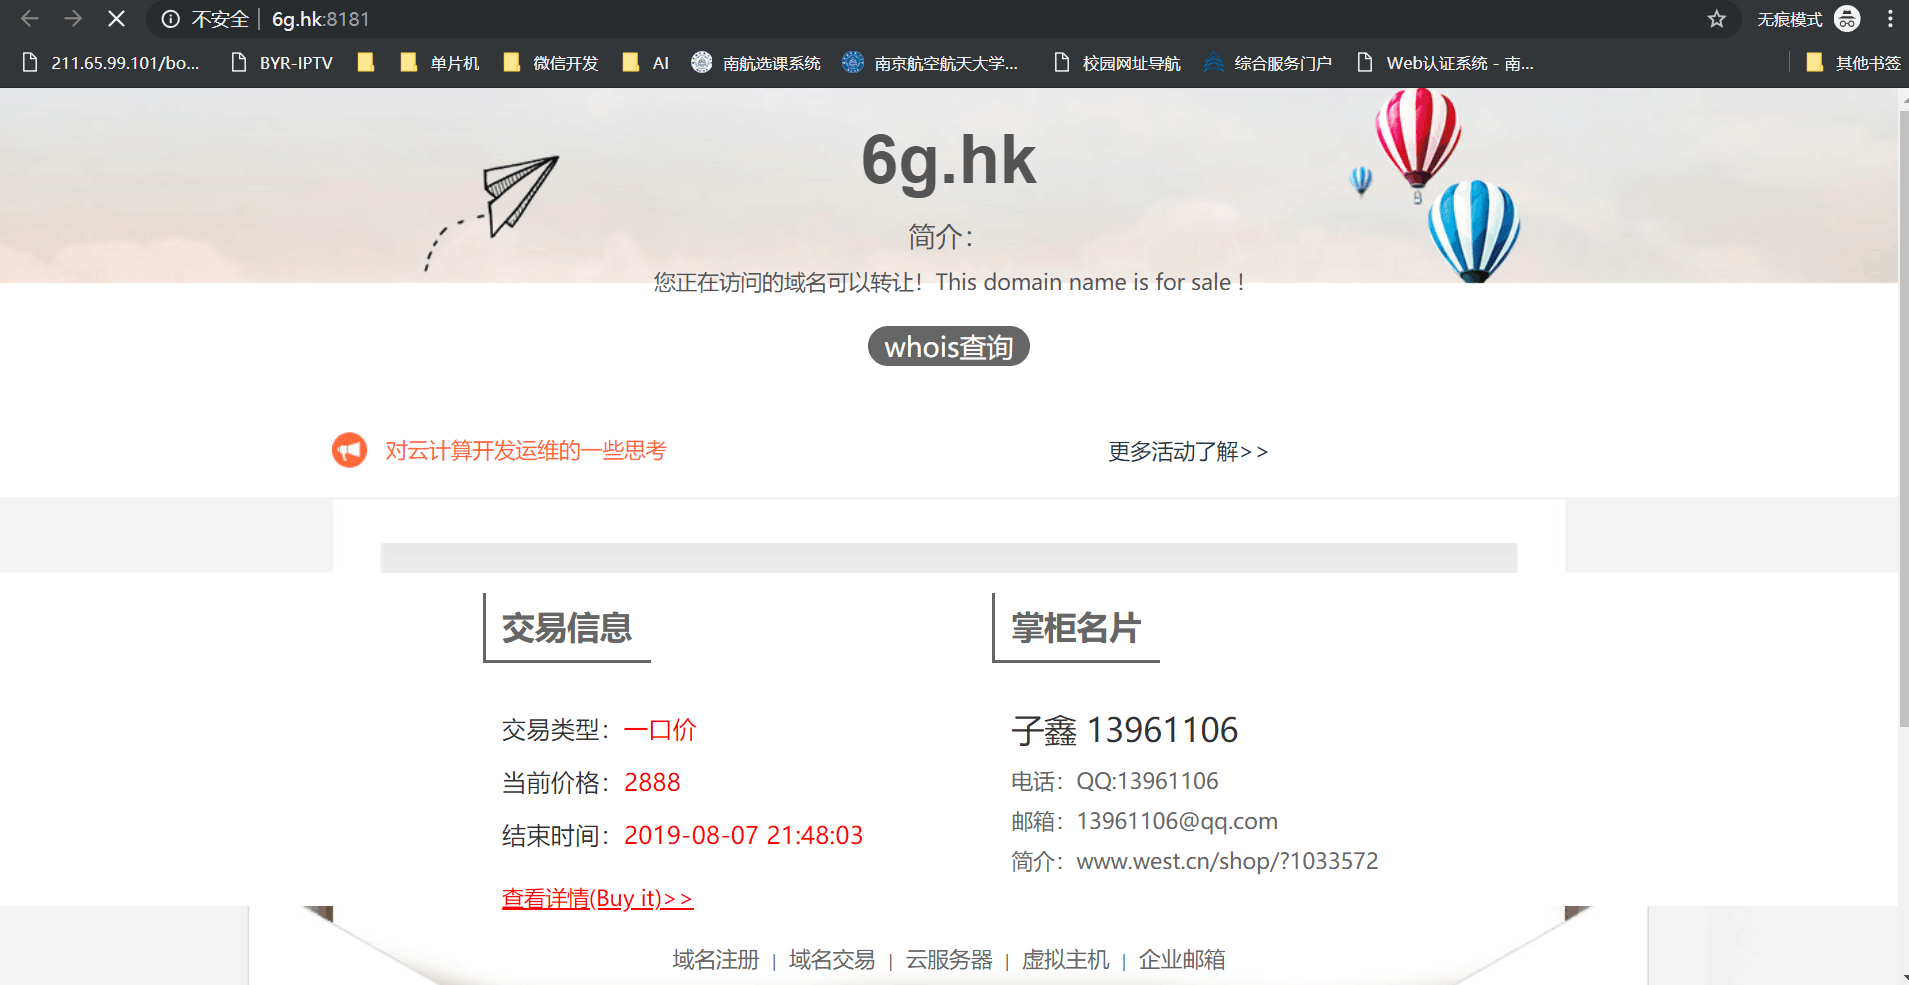 不安全 6g.hk:8181 无痕模式
211.65.99.101/bo... BYR-IPTV 单片机 微信开发 AI 南航选课系统 南京航空航天大学... 校园网址导航 综合服务门户 Web认证系统 - 南... 其他书签
6g.hk
简介：
您正在访问的域名可以转让！This domain name is for sale !
whois查询
对云计算开发运维的一些思考 更多活动了解>>
交易信息
交易类型：一口价
当前价格：2888
结束时间：2019-08-07 21:48:03
查看详情(Buy it)>>
掌柜名片
子鑫 13961106
电话：QQ:13961106
邮箱：13961106@qq.com
简介：www.west.cn/shop/?1033572
域名注册 | 域名交易 | 云服务器 | 虚拟主机 | 企业邮箱